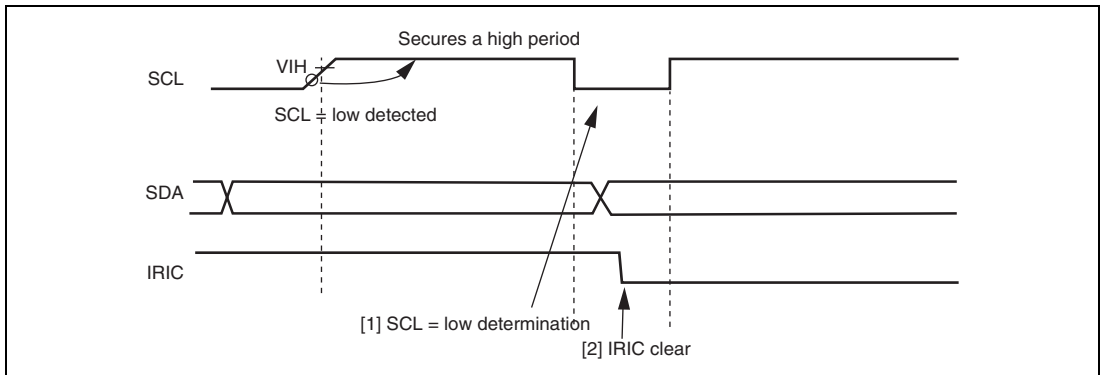 Secures a high period
VIH
SCL
SCL = low detected
SDA
IRIC
[1] SCL = low determination
[2] IRIC clear